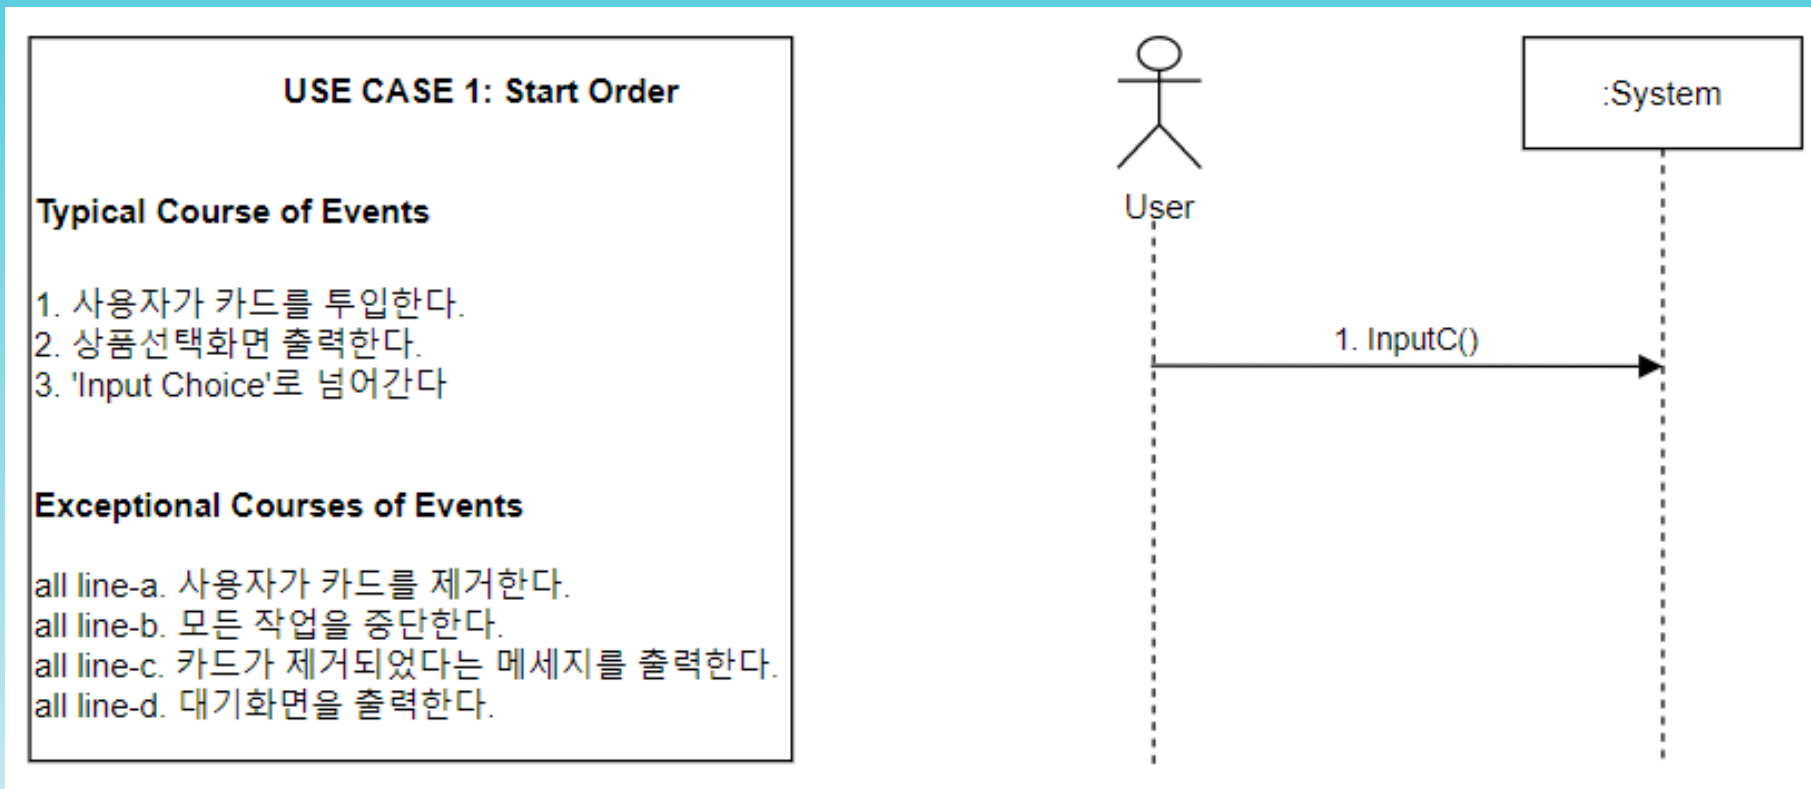 USE CASE 1: Start Order
Typical Course of Events
1. 사용자가 카드를 투입한다.
2. 상품선택화면 출력한다.
3. 'Input Choice'로 넘어간다
Exceptional Courses of Events
all line-a. 사용자가 카드를 제거한다.
all line-b. 모든 작업을 중단한다.
all line-c. 카드가 제거되었다는 메세지를 출력한다.
all line-d. 대기화면을 출력한다.
User
:System
1. InputC()